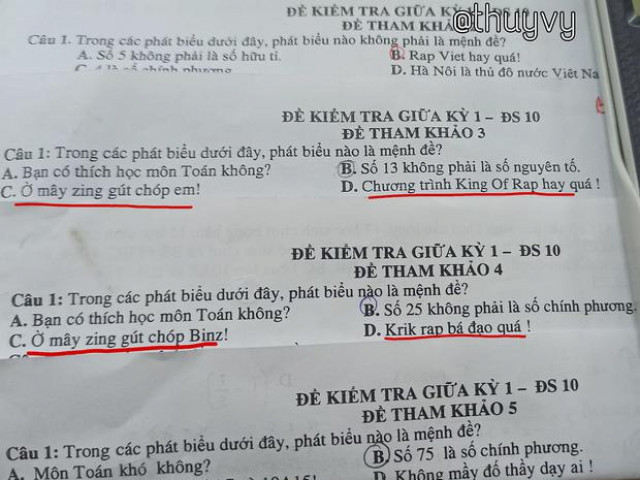 ĐỀ KIỂM TRA GIỮA KỲ
ĐỀ THAM KHẢO
@thuyvy
Câu 1. Trong các phát biểu dưới đây, phát biểu nào không phải là mệnh đề?
A. Số 5 không phải là số hữu tỉ.
B. Rap Viet hay quá!
C. 4 là số chính phương
D. Hà Nôi là thủ đô nước Viêt Na
ĐỀ KIỂM TRA GIỮA KỲ 1 – ĐS 10
ĐỀ THAM KHẢO 3
Câu 1: Trong các phát biểu dưới đây, phát biểu nào là mệnh đề?
A. Bạn có thích học môn Toán không?
B. Số 13 không phải là số nguyên tố.
C. Ờ mây zing gút chóp em!
D. Chương trình King Of Rap hay quá !
ĐỀ KIỂM TRA GIỮA KỲ 1 – ĐS 10
ĐỀ THAM KHẢO 4
Câu 1: Trong các phát biểu dưới đây, phát biểu nào là mệnh đề?
A. Bạn có thích học môn Toán không?
B. Số 25 không phải là số chính phương.
C. Ờ mây zing gút chóp Binz!
D. Krik rap bá đạo quá !
ĐỀ KIỂM TRA GIỮA KỲ 1 – ĐS 10
ĐỀ THAM KHẢO 5
Câu 1: Trong các phát biểu dưới đây, phát biểu nào là mệnh đề?
A. Môn Toán khó không?
B. Số 75 là số chính phương.
D. Không mầy đố thầy dạy ai !